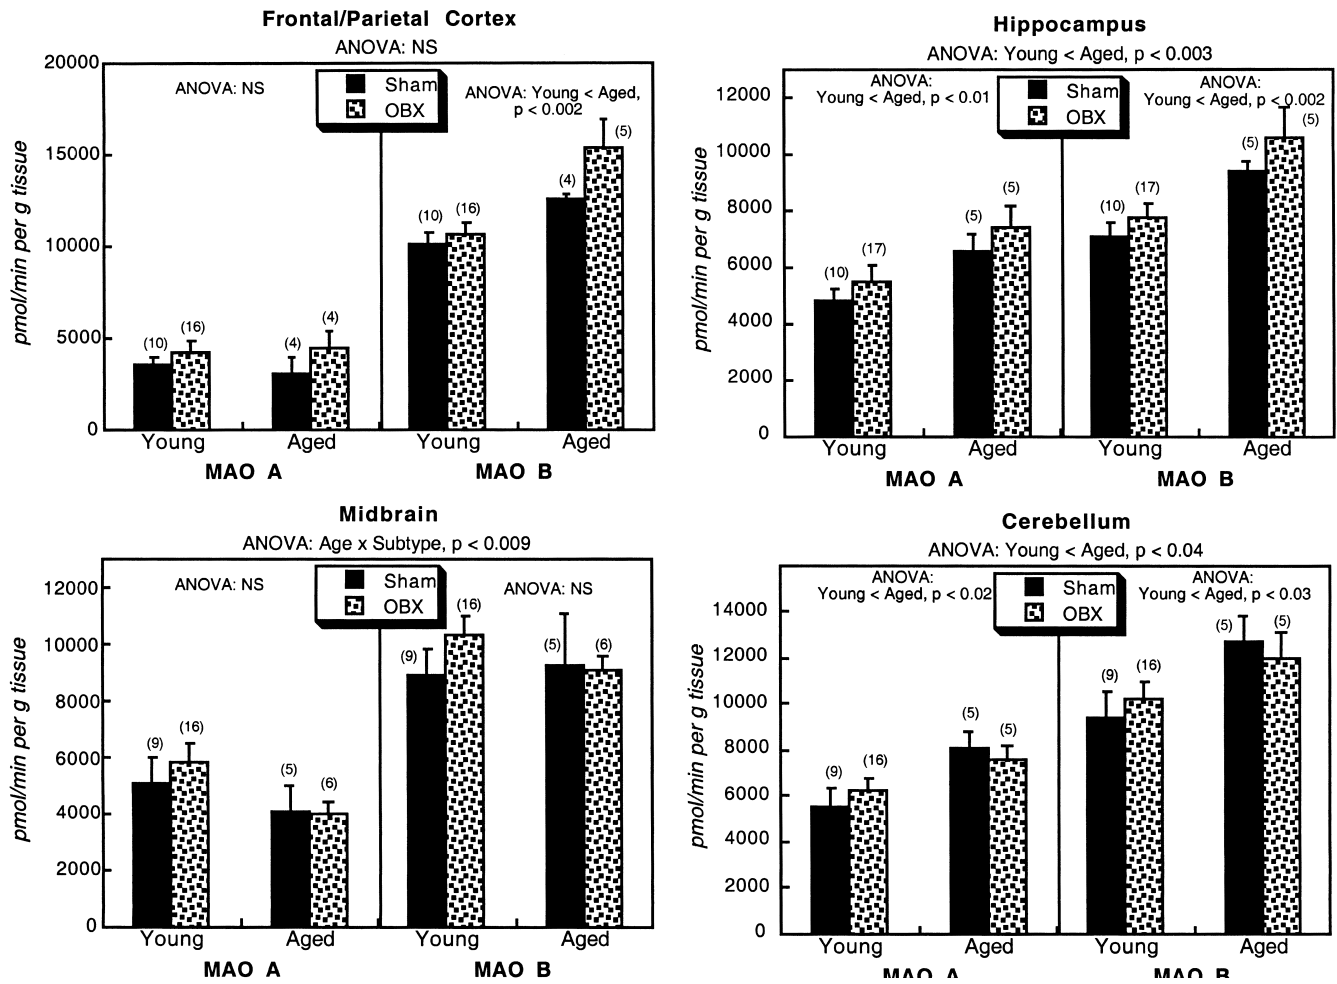 Frontal/Parietal Cortex
ANOVA: NS
20000
15000
10000
5000
0
pmol/min per g tissue
ANOVA: NS
Sham
OBX
ANOVA: Young < Aged,
p < 0.002
(10)
(16)
(4)
(4)
(10)
(16)
(4)
(5)
Young
Aged
Young
Aged
MAO A
MAO B
Hippocampus
ANOVA: Young < Aged, p < 0.003
12000
10000
8000
6000
4000
2000
0
pmol/min per g tissue
ANOVA:
Young < Aged, p < 0.01
Sham
OBX
ANOVA:
Young < Aged, p < 0.002
(10)
(17)
(5)
(5)
(10)
(17)
(5)
(5)
Young
Aged
Young
Aged
MAO A
MAO B
Midbrain
ANOVA: Age x Subtype, p < 0.009
12000
10000
8000
6000
4000
2000
0
pmol/min per g tissue
ANOVA: NS
Sham
OBX
ANOVA: NS
(9)
(16)
(5)
(6)
(9)
(16)
(5)
(6)
Young
Aged
Young
Aged
MAO A
MAO B
Cerebellum
ANOVA: Young < Aged, p < 0.04
14000
12000
10000
8000
6000
4000
2000
0
pmol/min per g tissue
ANOVA:
Young < Aged, p < 0.02
Sham
OBX
ANOVA:
Young < Aged, p < 0.03
(9)
(16)
(5)
(5)
(9)
(16)
(5)
(5)
Young
Aged
Young
Aged
MAO A
MAO B